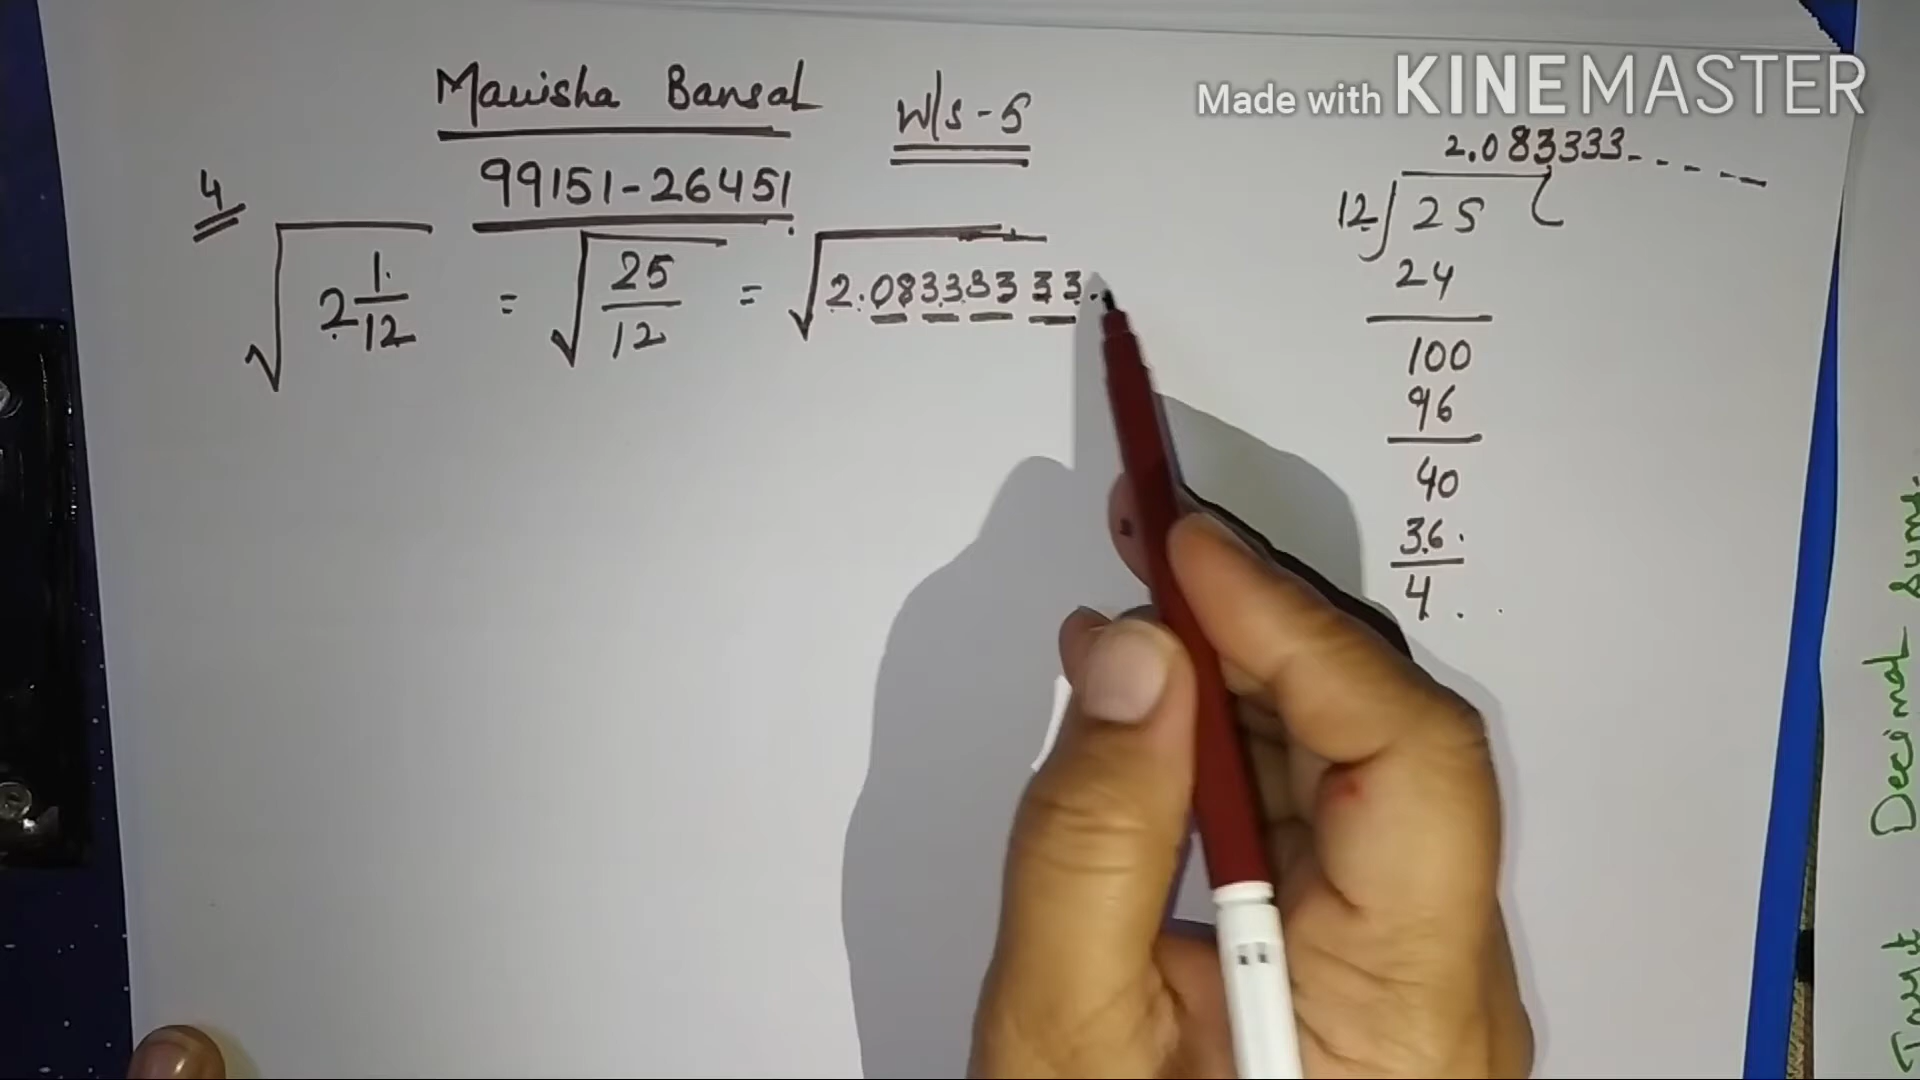 Manisha Bansal
W/S-5
Made with KINEMASTER
99151-26451
4
√2 1/12 = √25/12 = √2.08333333.
2.083333-----
12 25
24
100
96
40
36
4
Decimal Sums